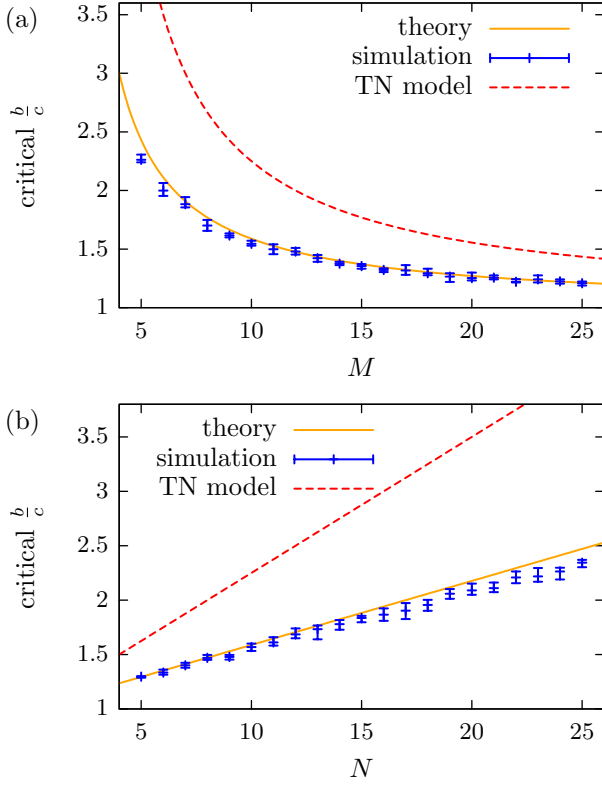 (a)
critical b/c
3.5
3
2.5
2
1.5
1
theory
simulation
TN model
5
10
15
20
25
M
(b)
critical b/c
3.5
3
2.5
2
1.5
1
theory
simulation
TN model
5
10
15
20
25
N